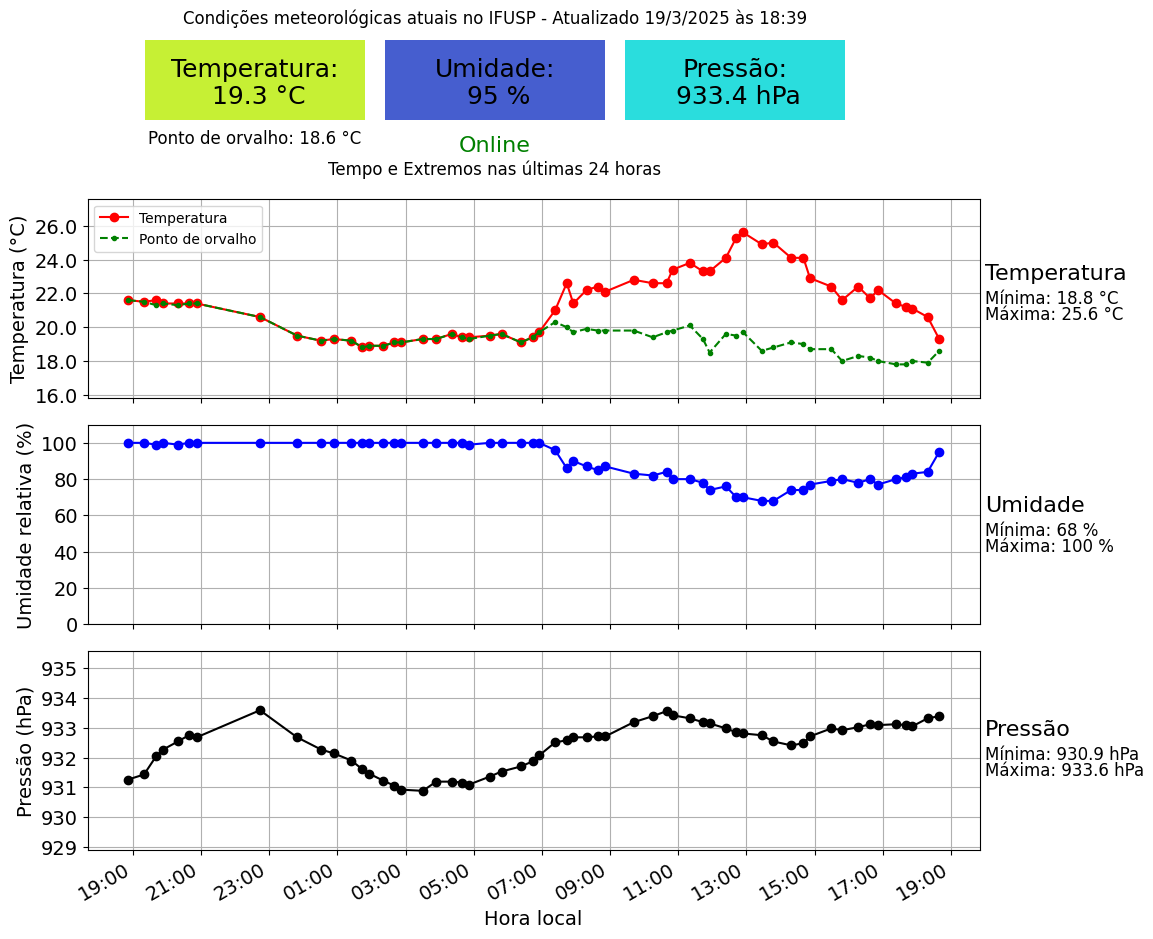 Condições meteorológicas atuais no IFUSP - Atualizado 19/3/2025 às 18:39
Temperatura:
19.3 °C
Umidade:
95 %
Pressão:
933.4 hPa
Ponto de orvalho: 18.6 °C
Online
Tempo e Extremos nas últimas 24 horas
Temperatura (°C)
26.0
24.0
22.0
20.0
18.0
16.0
Temperatura
Ponto de orvalho
Temperatura
Mínima: 18.8 °C
Máxima: 25.6 °C
Umidade relativa (%)
100
80
60
40
20
0
Umidade
Mínima: 68 %
Máxima: 100 %
Pressão (hPa)
935
934
933
932
931
930
929
Pressão
Mínima: 930.9 hPa
Máxima: 933.6 hPa
19:00 21:00 23:00 01:00 03:00 05:00 07:00 09:00 11:00 13:00 15:00 17:00 19:00
Hora local